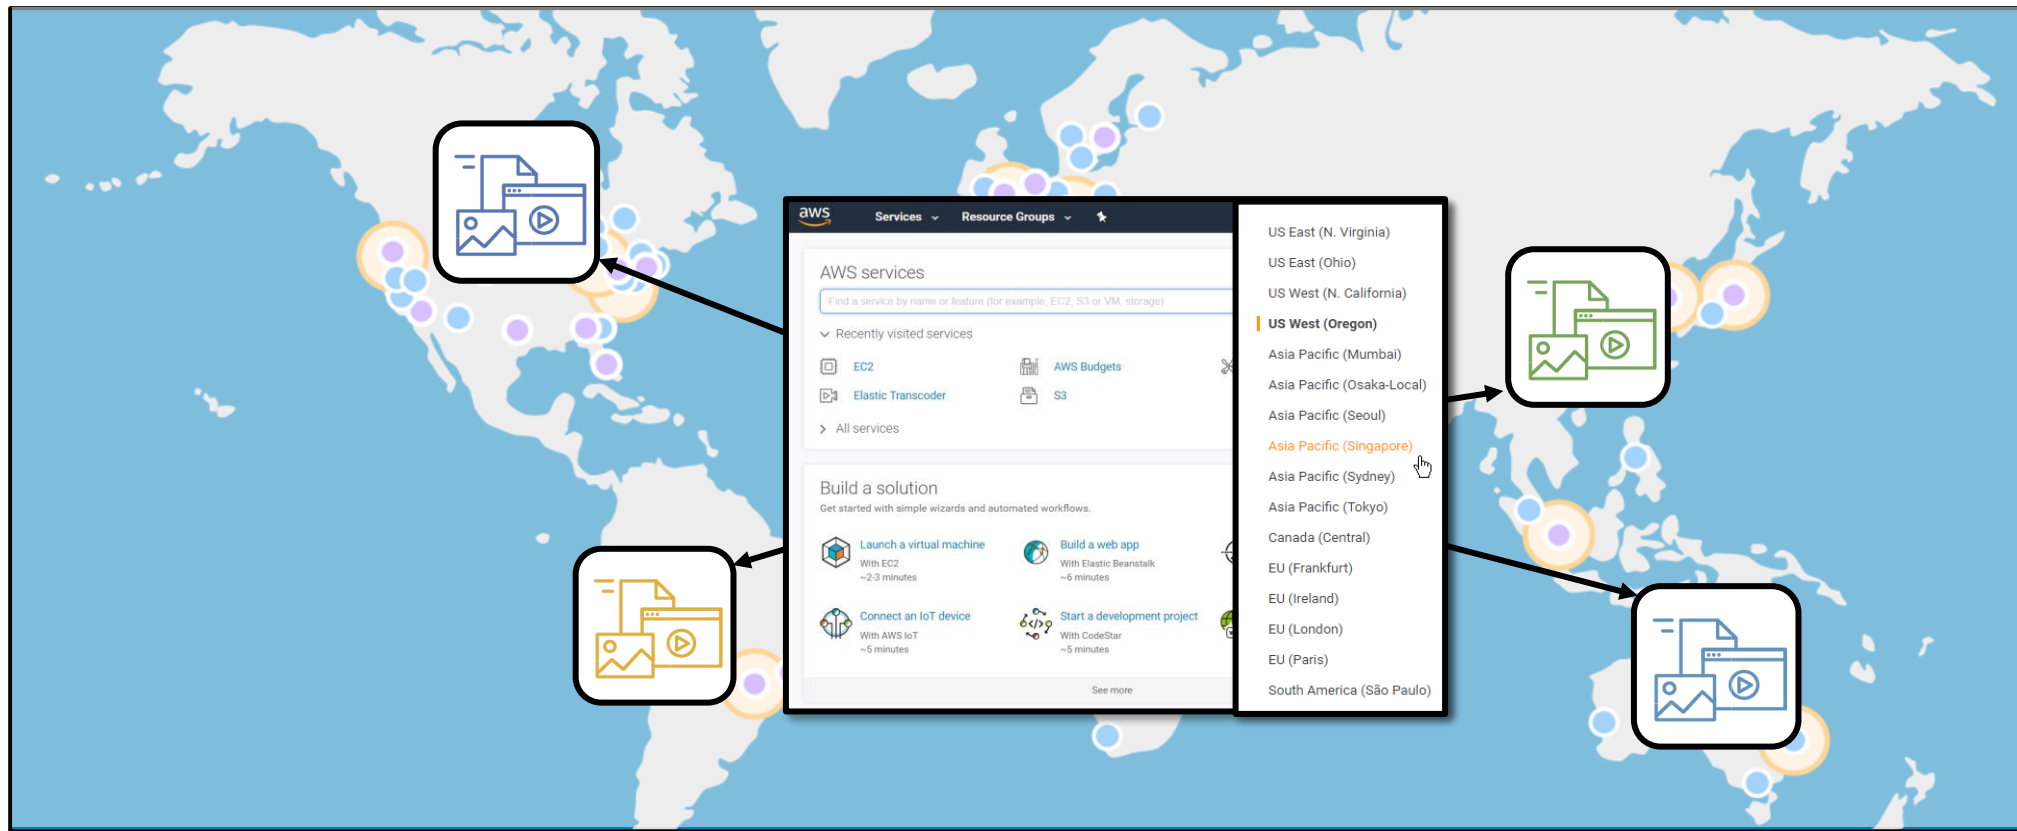 aws Services Resource Groups
AWS services
Find a service by name or feature (for example, EC2, S3 or VM, storage).
Recently visited services
EC2 AWS Budgets
Elastic Transcoder S3
All services
Build a solution
Get started with simple wizards and automated workflows.
Launch a virtual machine Build a web app
With EC2 With Elastic Beanstalk
~2-3 minutes ~6 minutes
Connect an IoT device Start a development project
With AWS IoT With CodeStar
~5 minutes ~5 minutes
See more
US East (N. Virginia)
US East (Ohio)
US West (N. California)
US West (Oregon)
Asia Pacific (Mumbai)
Asia Pacific (Osaka-Local)
Asia Pacific (Seoul)
Asia Pacific (Singapore)
Asia Pacific (Sydney)
Asia Pacific (Tokyo)
Canada (Central)
EU (Frankfurt)
EU (Ireland)
EU (London)
EU (Paris)
South America (São Paulo)